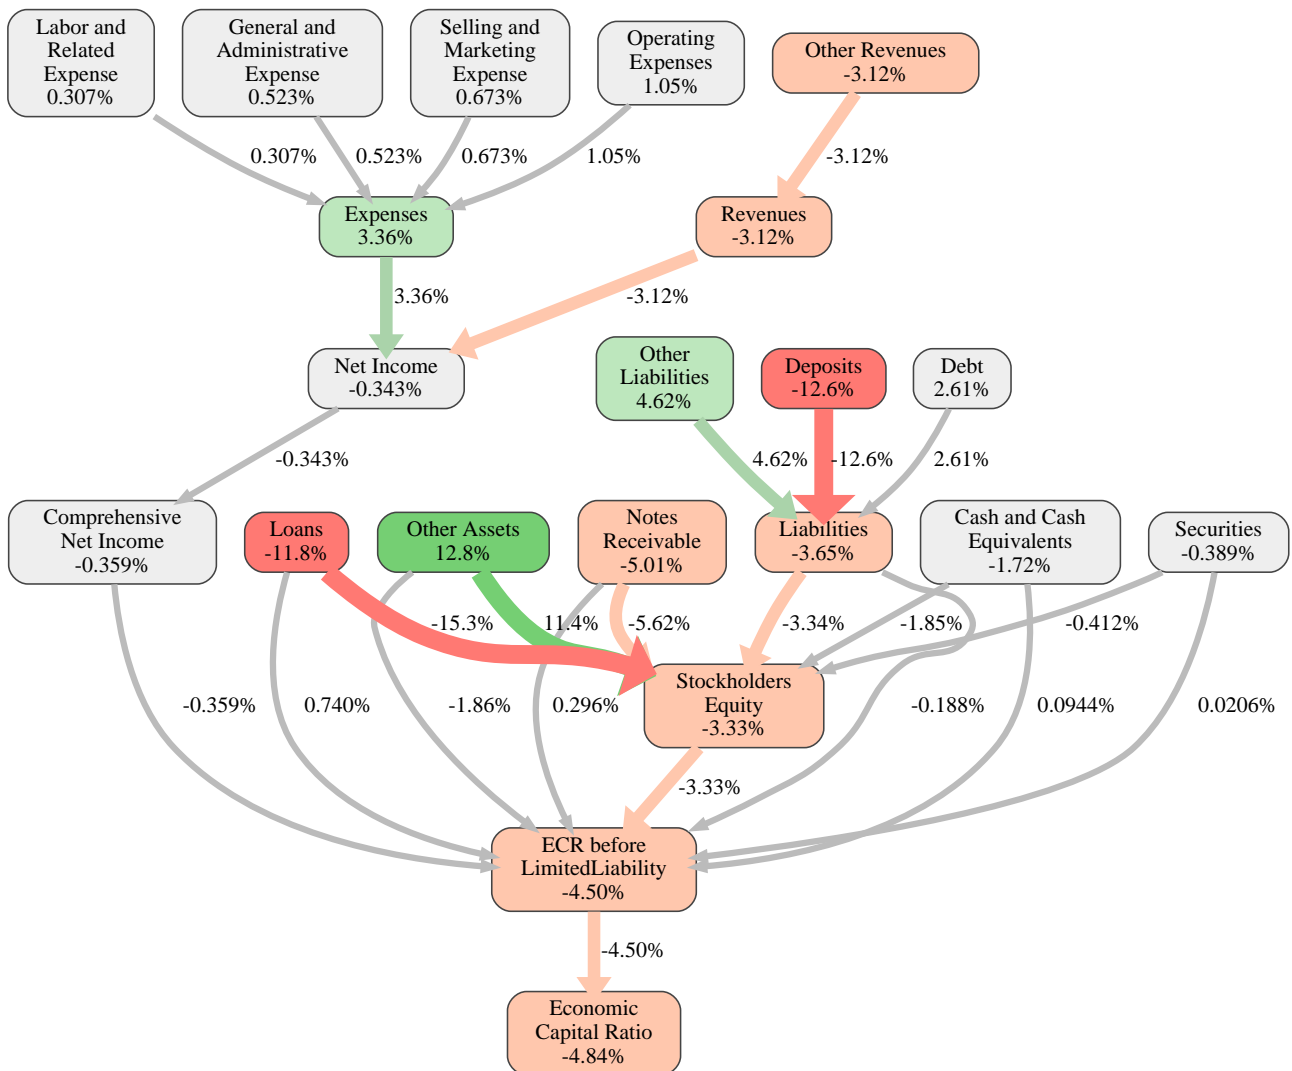 Labor and
Related
Expense
0.307%
General and
Administrative
Expense
0.523%
Selling and
Marketing
Expense
0.673%
Operating
Expenses
1.05%
Other Revenues
-3.12%
0.307%
0.523%
0.673%
1.05%
-3.12%
Expenses
3.36%
Revenues
-3.12%
3.36%
-3.12%
Net Income
-0.343%
Other
Liabilities
4.62%
Deposits
-12.6%
Debt
2.61%
-0.343%
4.62%
-12.6%
2.61%
Comprehensive
Net Income
-0.359%
Loans
-11.8%
Other Assets
12.8%
Notes
Receivable
-5.01%
Liabilities
-3.65%
Cash and Cash
Equivalents
-1.72%
Securities
-0.389%
-15.3%
11.4%
-5.62%
-3.34%
-1.85%
-0.412%
Stockholders
Equity
-3.33%
-0.359%
0.740%
-1.86%
0.296%
-0.188%
0.0944%
0.0206%
-3.33%
ECR before
LimitedLiability
-4.50%
-4.50%
Economic
Capital Ratio
-4.84%